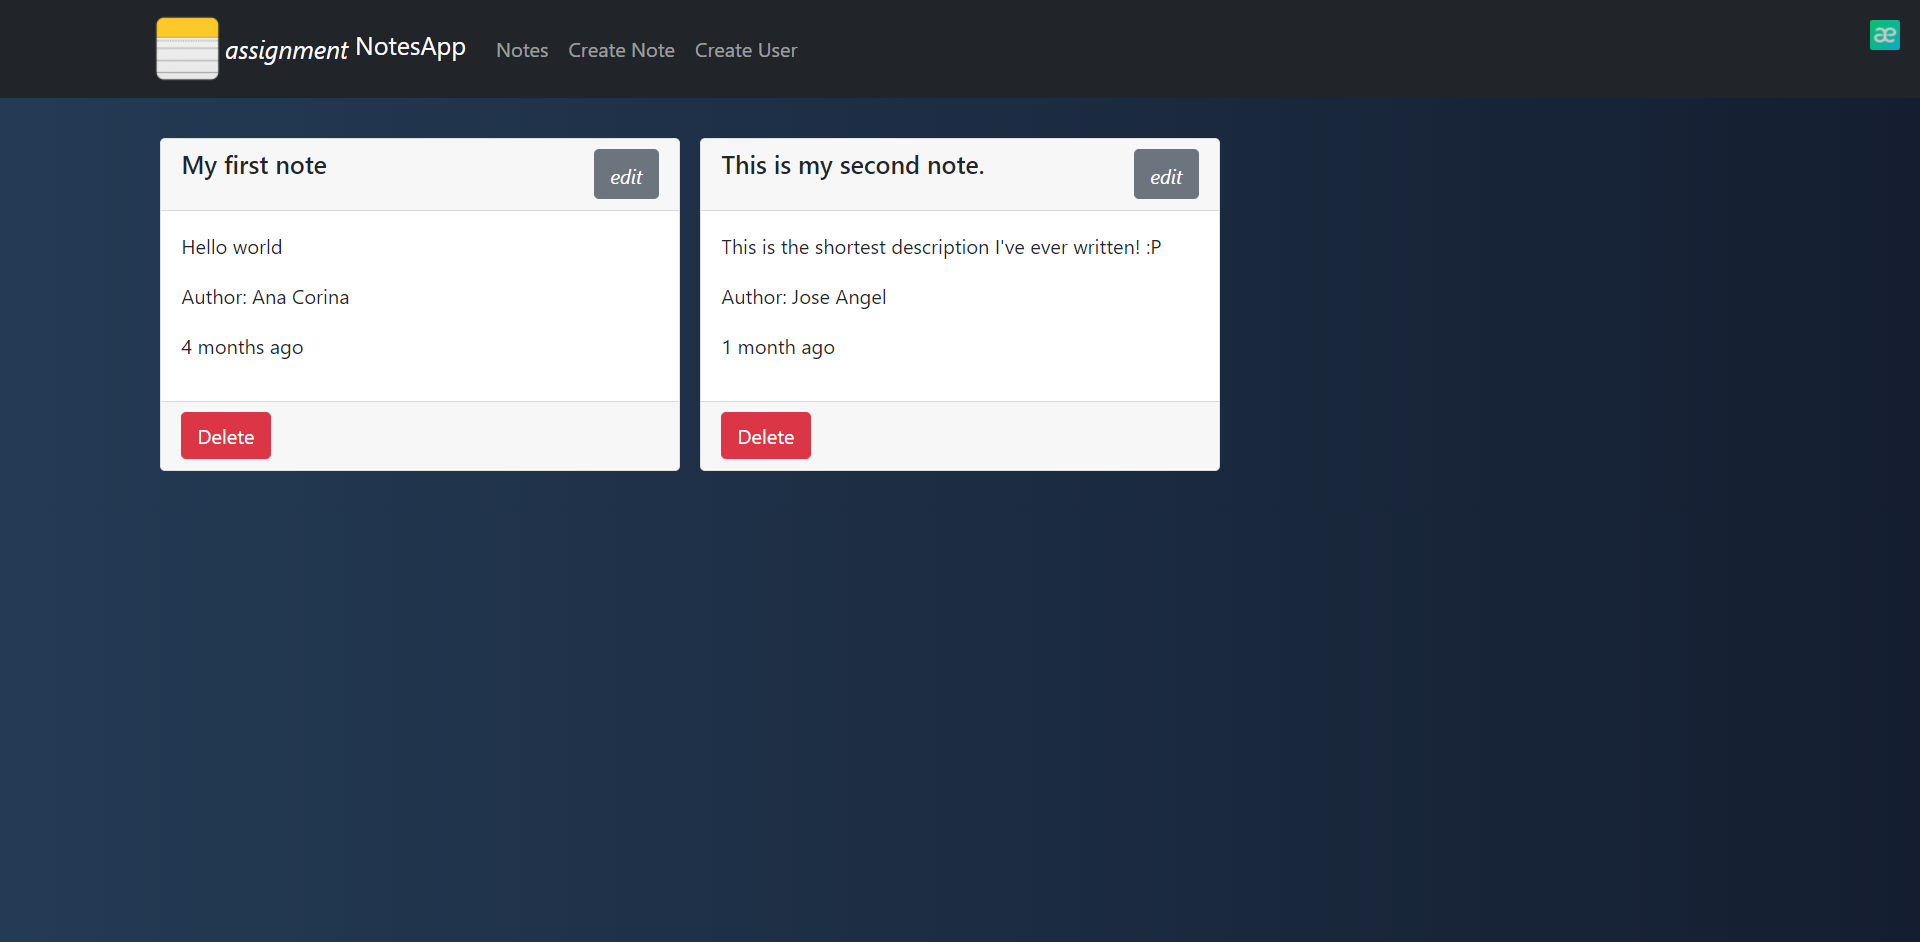 assignment NotesApp Notes Create Note Create User
æ
My first note edit
Hello world
Author: Ana Corina
4 months ago
Delete
This is my second note. edit
This is the shortest description I've ever written! :P
Author: Jose Angel
1 month ago
Delete